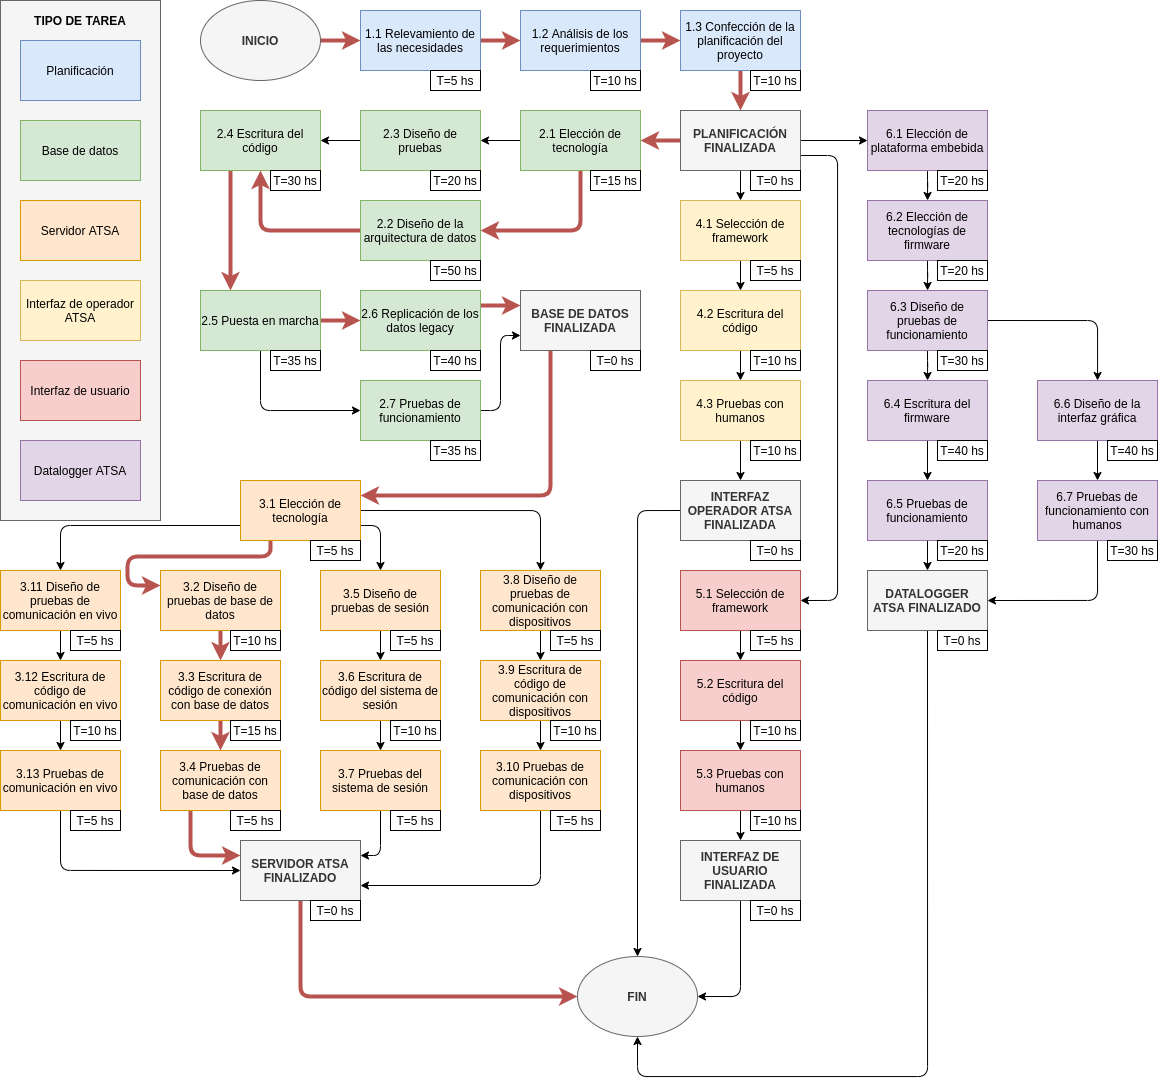 TIPO DE TAREA
Planificación
Base de datos
Servidor ATSA
Interfaz de operador
ATSA
Interfaz de usuario
Datalogger ATSA
INICIO
1.1 Relevamiento de
las necesidades
T=5 hs
1.2 Análisis de los
requerimientos
T=10 hs
1.3 Confección de la
planificación del
proyecto
T=10 hs
2.4 Escritura del
código
T=30 hs
2.3 Diseño de
pruebas
T=20 hs
2.1 Elección de
tecnología
T=15 hs
PLANIFICACIÓN
FINALIZADA
T=0 hs
6.1 Elección de
plataforma embebida
T=20 hs
2.2 Diseño de la
arquitectura de datos
T=50 hs
4.1 Selección de
framework
T=5 hs
6.2 Elección de
tecnologías de
firmware
T=20 hs
2.5 Puesta en marcha
T=35 hs
2.6 Replicación de los
datos legacy
T=40 hs
BASE DE DATOS
FINALIZADA
T=0 hs
4.2 Escritura del
código
T=10 hs
6.3 Diseño de
pruebas de
funcionamiento
T=30 hs
2.7 Pruebas de
funcionamiento
T=35 hs
4.3 Pruebas con
humanos
T=10 hs
6.4 Escritura del
firmware
T=40 hs
6.6 Diseño de la
interfaz gráfica
T=40 hs
3.1 Elección de
tecnología
T=5 hs
INTERFAZ
OPERADOR ATSA
FINALIZADA
T=0 hs
6.5 Pruebas de
funcionamiento
T=20 hs
6.7 Pruebas de
funcionamiento con
humanos
T=30 hs
3.11 Diseño de
pruebas de
comunicación en vivo
T=5 hs
3.2 Diseño de
pruebas de base de
datos
T=10 hs
3.5 Diseño de
pruebas de sesión
T=5 hs
3.8 Diseño de
pruebas de
comunicación con
dispositivos
T=5 hs
5.1 Selección de
framework
T=5 hs
DATALOGGER
ATSA FINALIZADO
T=0 hs
3.12 Escritura de
código de
comunicación en vivo
T=10 hs
3.3 Escritura de
código de conexión
con base de datos
T=15 hs
3.6 Escritura de
código del sistema de
sesión
T=10 hs
3.9 Escritura de
código de
comunicación con
dispositivos
T=10 hs
5.2 Escritura del
código
T=10 hs
3.13 Pruebas de
comunicación en vivo
T=5 hs
3.4 Pruebas de
comunicación con
base de datos
T=5 hs
3.7 Pruebas del
sistema de sesión
T=5 hs
3.10 Pruebas de
comunicación con
dispositivos
T=5 hs
5.3 Pruebas con
humanos
T=10 hs
SERVIDOR ATSA
FINALIZADO
T=0 hs
INTERFAZ DE
USUARIO
FINALIZADA
T=0 hs
FIN